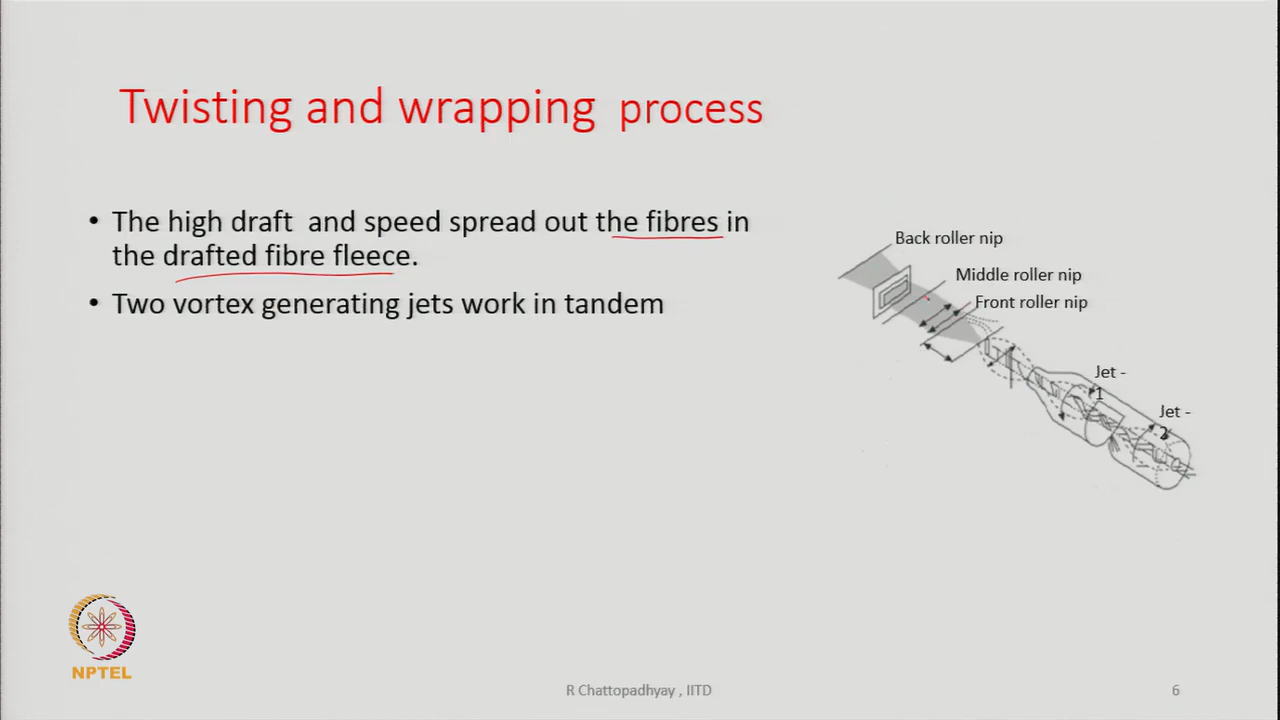 Twisting and wrapping process
• The high draft and speed spread out the fibres in
the drafted fibre fleece.
• Two vortex generating jets work in tandem
Back roller nip
Middle roller nip
Front roller nip
Jet -
1
Jet -
2
NPTEL
R Chattopadhyay , IITD
6